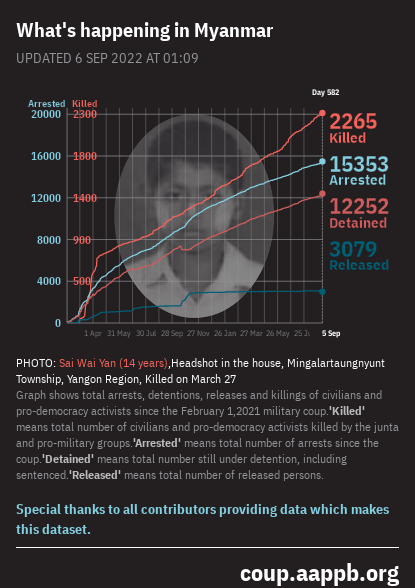 What's happening in Myanmar
UPDATED 6 SEP 2022 AT 01:09
Day 582
Arrested Killed
20000 2300
2265
Killed
16000 1800
15353
Arrested
12000 1400
12252
Detained
8000 900
3079
Released
4000 500
0
1 Apr 31 May 30 Jul 28 Sep 27 Nov 26 Jan 27 Mar 26 May 25 J 5 Sep
PHOTO: Sai Wai Yan (14 years),Headshot in the house, Mingalartaungnyunt
Township, Yangon Region, Killed on March 27
Graph shows total arrests, detentions, releases and killings of civilians and
pro-democracy activists since the February 1,2021 military coup.'Killed'
means total number of civilians and pro-democracy activists killed by the junta
and pro-military groups.'Arrested' means total number of arrests since the
coup.'Detained' means total number still under detention, including
sentenced.'Released' means total number of released persons.
Special thanks to all contributors providing data which makes
this dataset.
coup.aappb.org